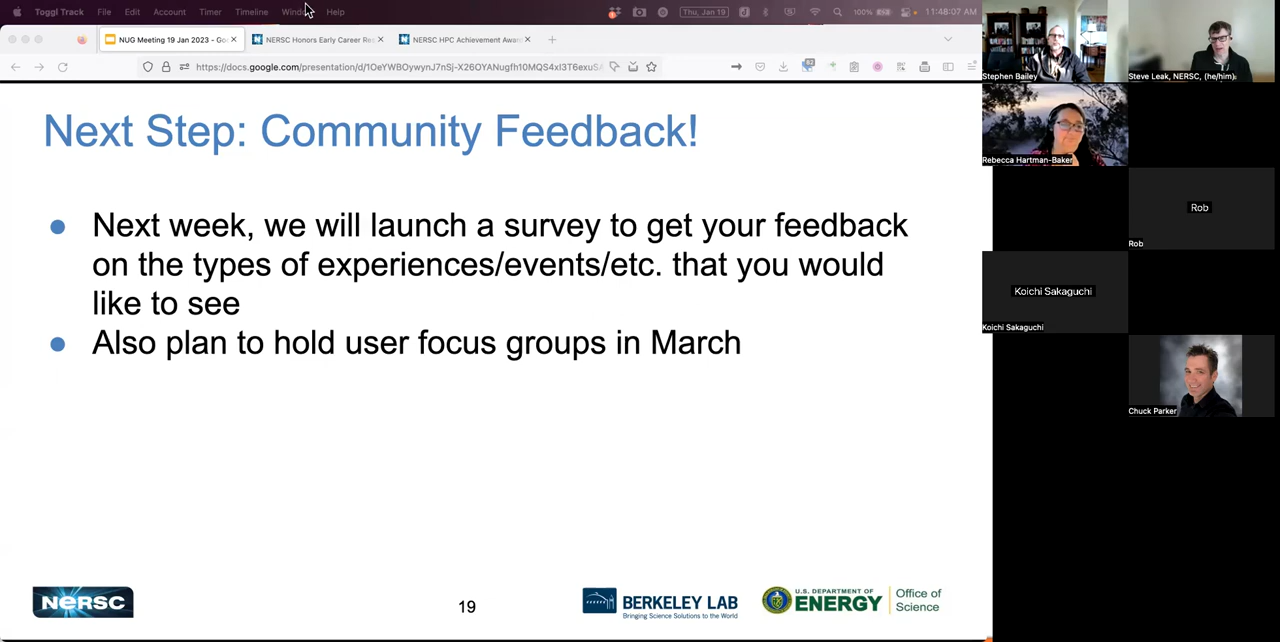 Toggl Track File Edit Account Timer Timeline Window Help 100% Thu, Jan 19 11:48:07 AM
NUG Meeting 19 Jan 2023 - Go
NERSC Honors Early Career Re
NERSC HPC Achievement Awar
Next Step: Community Feedback!
● Next week, we will launch a survey to get your feedback
on the types of experiences/events/etc. that you would
like to see
● Also plan to hold user focus groups in March
NERSC
19
BERKELEY LAB
Bringing Science Solutions to the World
U.S. DEPARTMENT OF
ENERGY
Office of
Science
Stephen Bailey
Steve Leak, NERSC, (he/him)
Rebecca Hartman-Baker
Rob
Rob
Koichi Sakaguchi
Koichi Sakaguchi
Chuck Parker